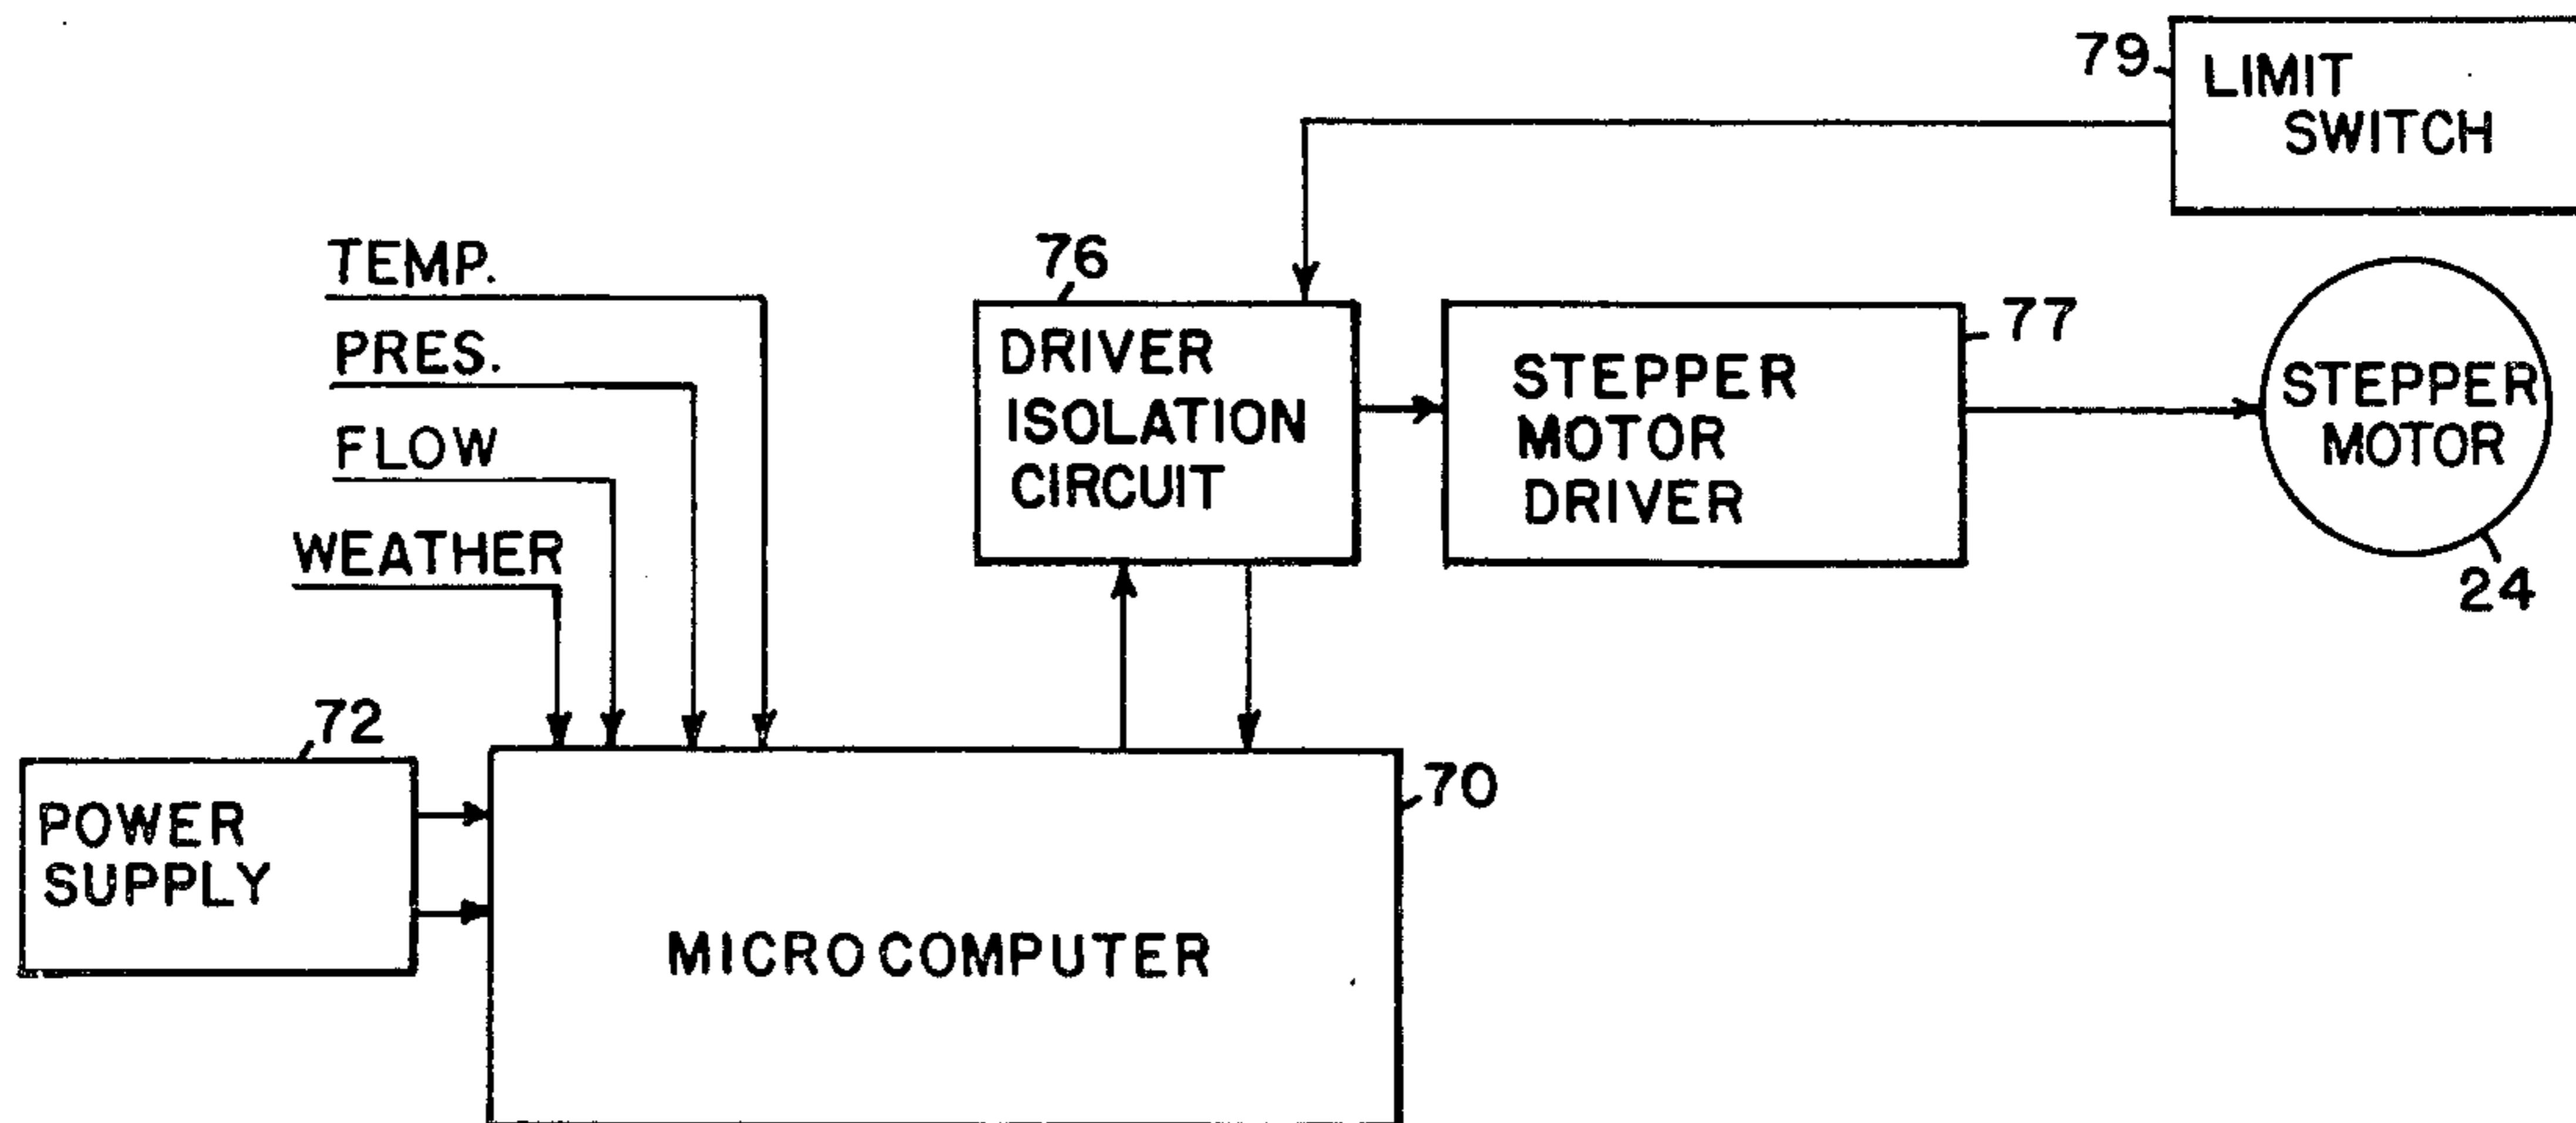 79
LIMIT
SWITCH
TEMP.
PRES.
FLOW
WEATHER
76
DRIVER
ISOLATION
CIRCUIT
77
STEPPER
MOTOR
DRIVER
STEPPER
MOTOR
24
72
POWER
SUPPLY
70
MICROCOMPUTER